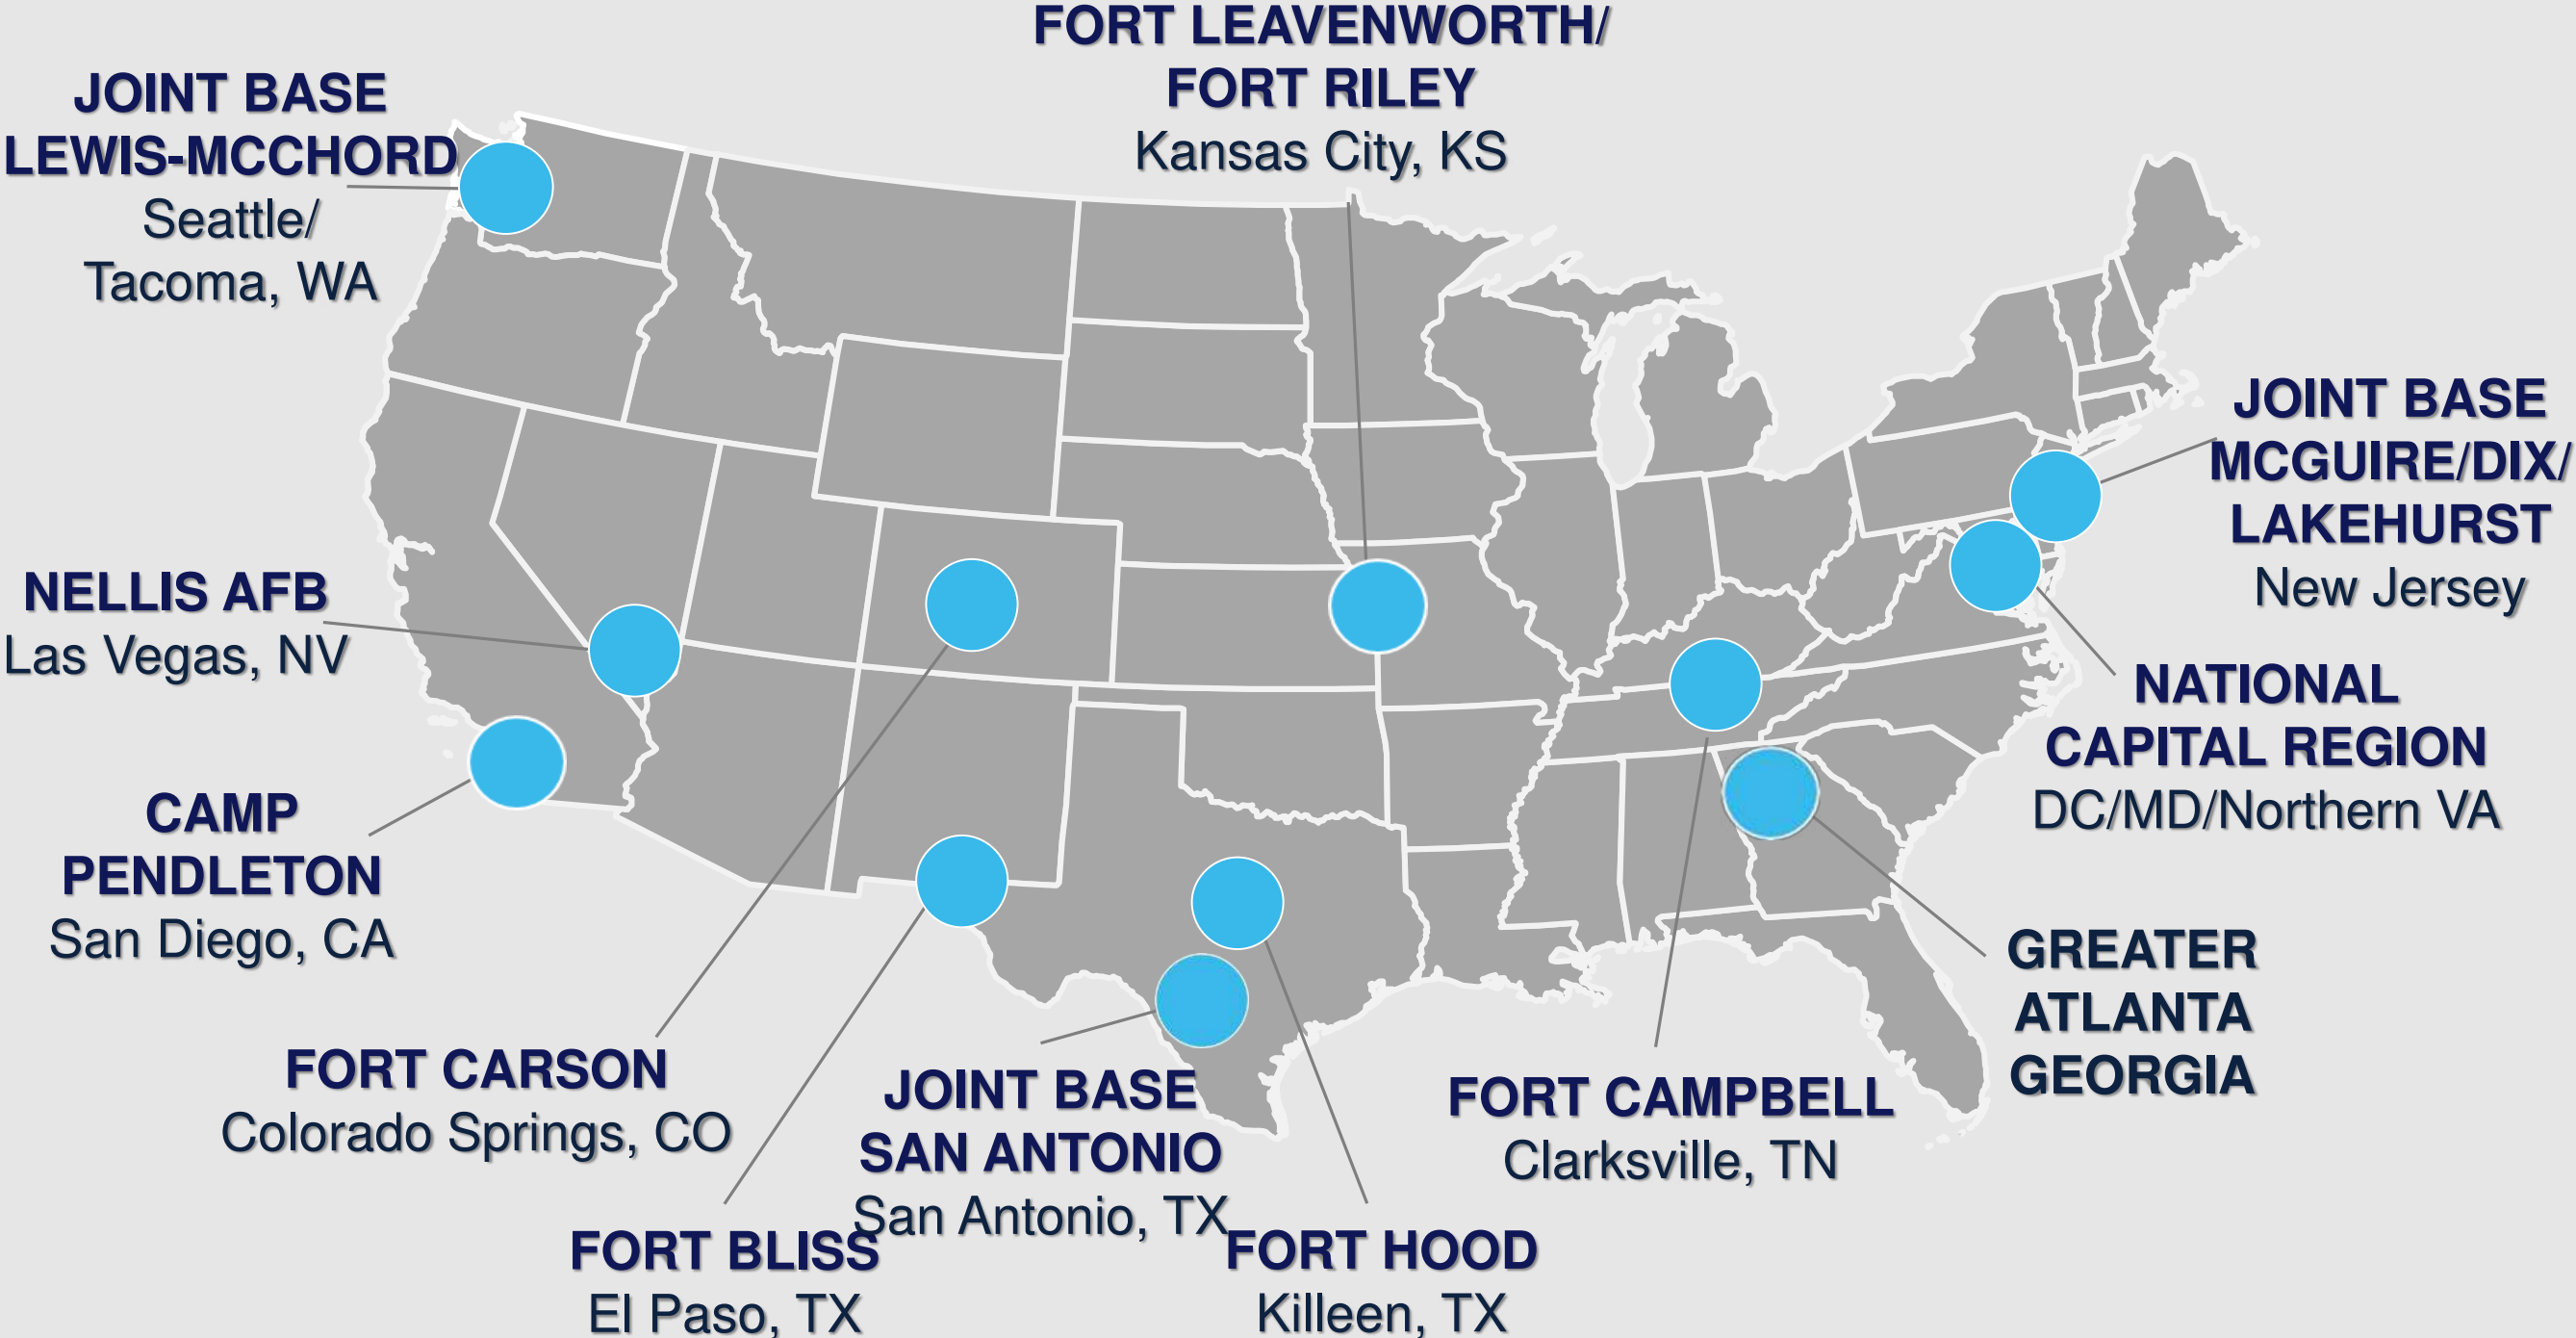 FORT LEAVENWORTH/
FORT RILEY
Kansas City, KS
JOINT BASE
LEWIS-MCCHORD
Seattle/
Tacoma, WA
JOINT BASE
MCGUIRE/DIX/
LAKEHURST
New Jersey
NELLIS AFB
Las Vegas, NV
NATIONAL
CAPITAL REGION
DC/MD/Northern VA
CAMP
PENDLETON
San Diego, CA
GREATER
ATLANTA
GEORGIA
FORT CARSON
Colorado Springs, CO
JOINT BASE
SAN ANTONIO
San Antonio, TX
FORT CAMPBELL
Clarksville, TN
FORT BLISS
El Paso, TX
FORT HOOD
Killeen, TX